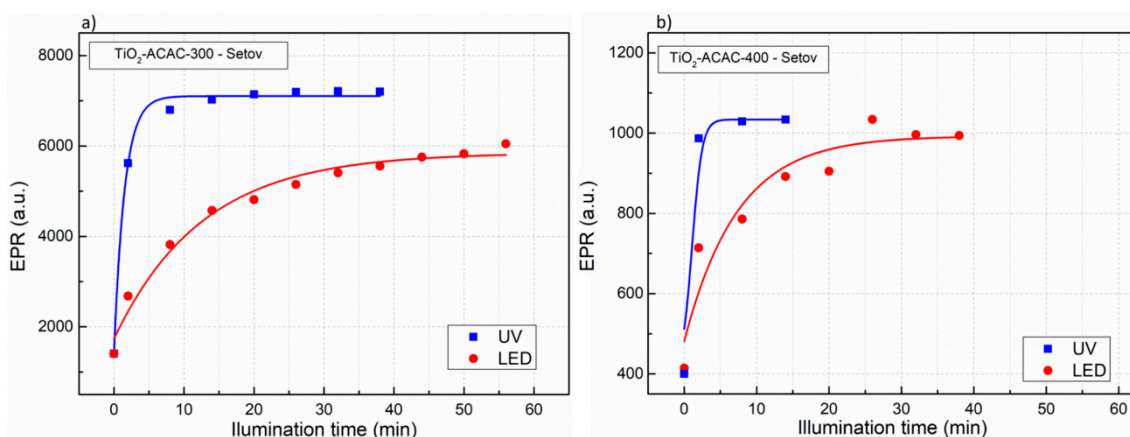 a)
TiO₂-ACAC-300 - Setov
8000
6000
4000
2000
EPR (a.u.)
UV
LED
0 10 20 30 40 50 60
Illumination time (min)
b)
TiO₂-ACAC-400 - Setov
1200
1000
800
600
400
EPR (a.u.)
UV
LED
0 10 20 30 40 50 60
Illumination time (min)